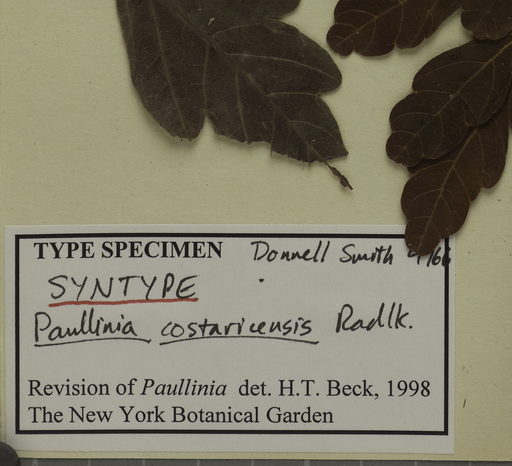 TYPE SPECIMEN Donnell Smith
SYNTYPE
Paullinia costaricensis Radlk.
Revision of Paullinia det. H.T. Beck, 1998
The New York Botanical Garden